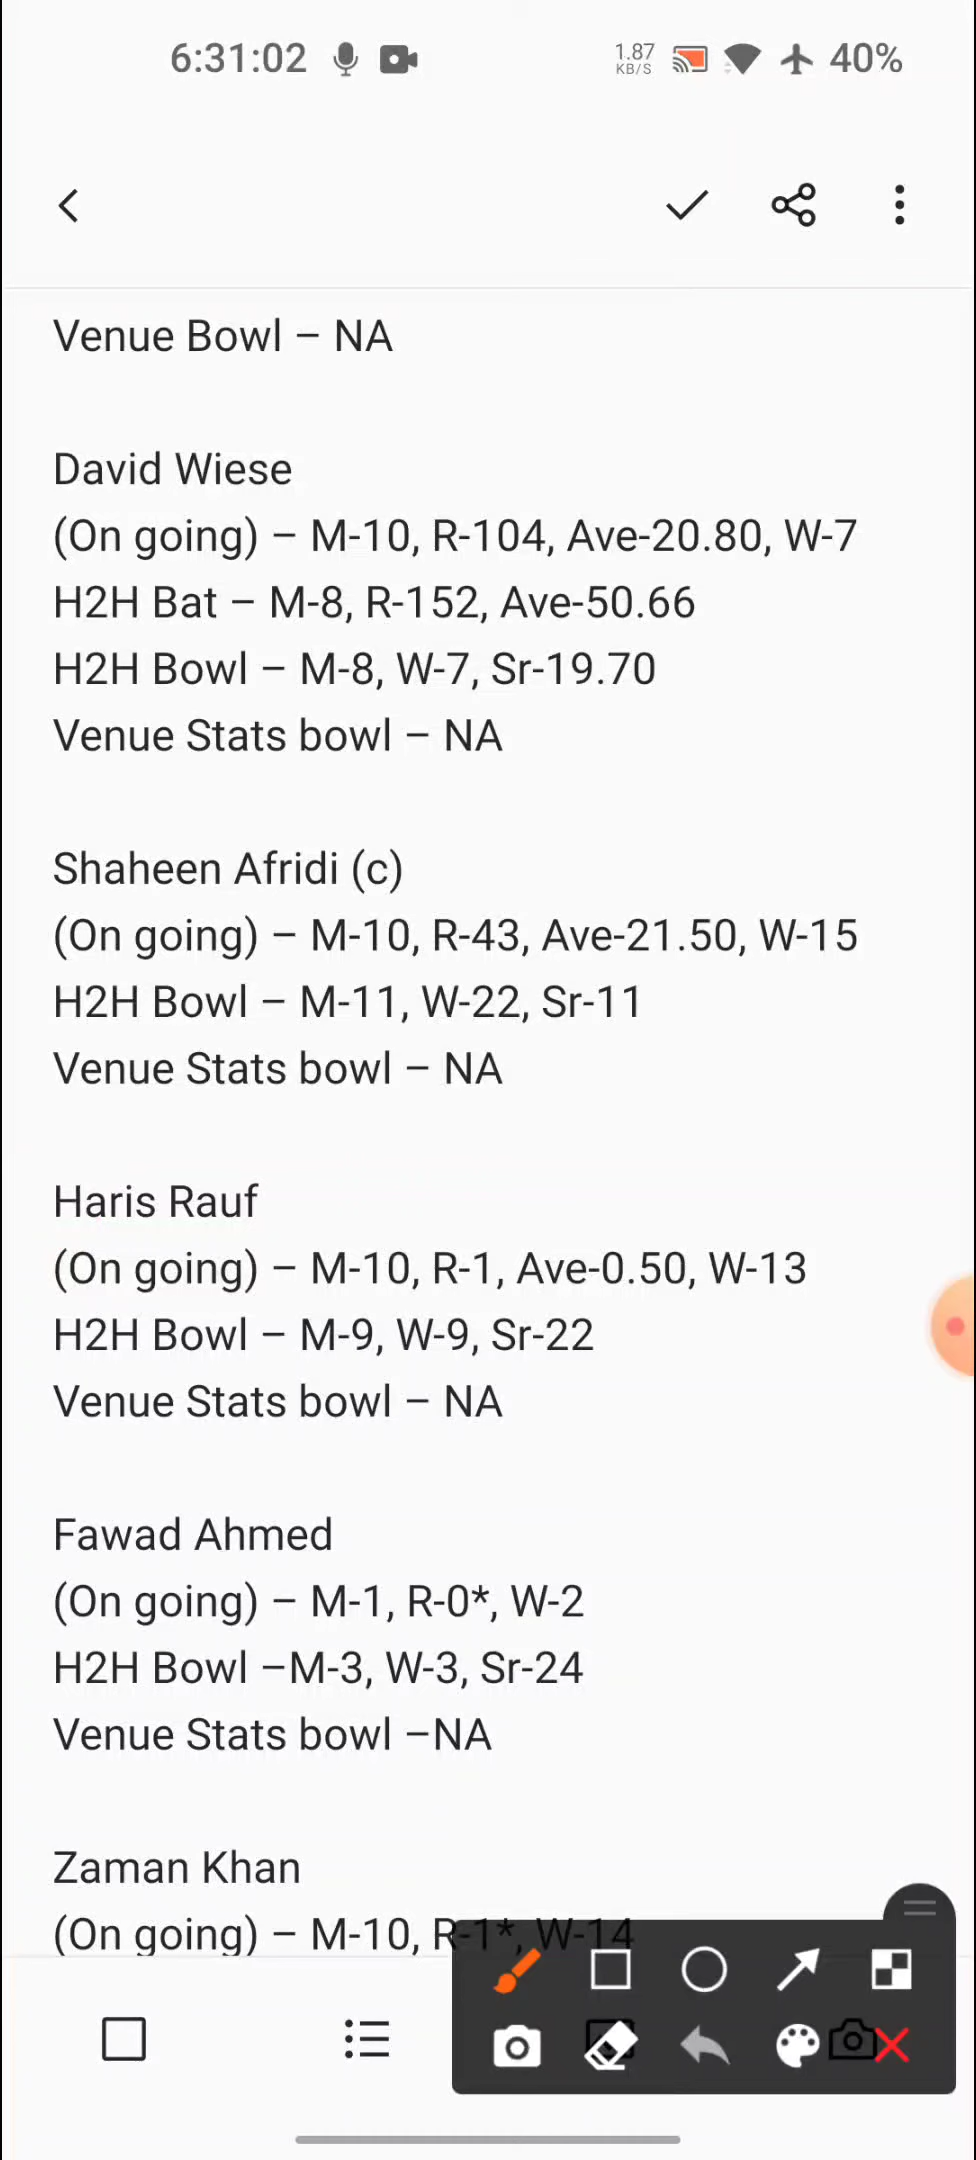 6:31:02 1.87 KB/S 40%
Venue Bowl – NA
David Wiese
(On going) – M-10, R-104, Ave-20.80, W-7
H2H Bat – M-8, R-152, Ave-50.66
H2H Bowl – M-8, W-7, Sr-19.70
Venue Stats bowl – NA
Shaheen Afridi (c)
(On going) – M-10, R-43, Ave-21.50, W-15
H2H Bowl – M-11, W-22, Sr-11
Venue Stats bowl – NA
Haris Rauf
(On going) – M-10, R-1, Ave-0.50, W-13
H2H Bowl – M-9, W-9, Sr-22
Venue Stats bowl – NA
Fawad Ahmed
(On going) – M-1, R-0*, W-2
H2H Bowl –M-3, W-3, Sr-24
Venue Stats bowl –NA
Zaman Khan
(On going) – M-10, R-1*, W-14